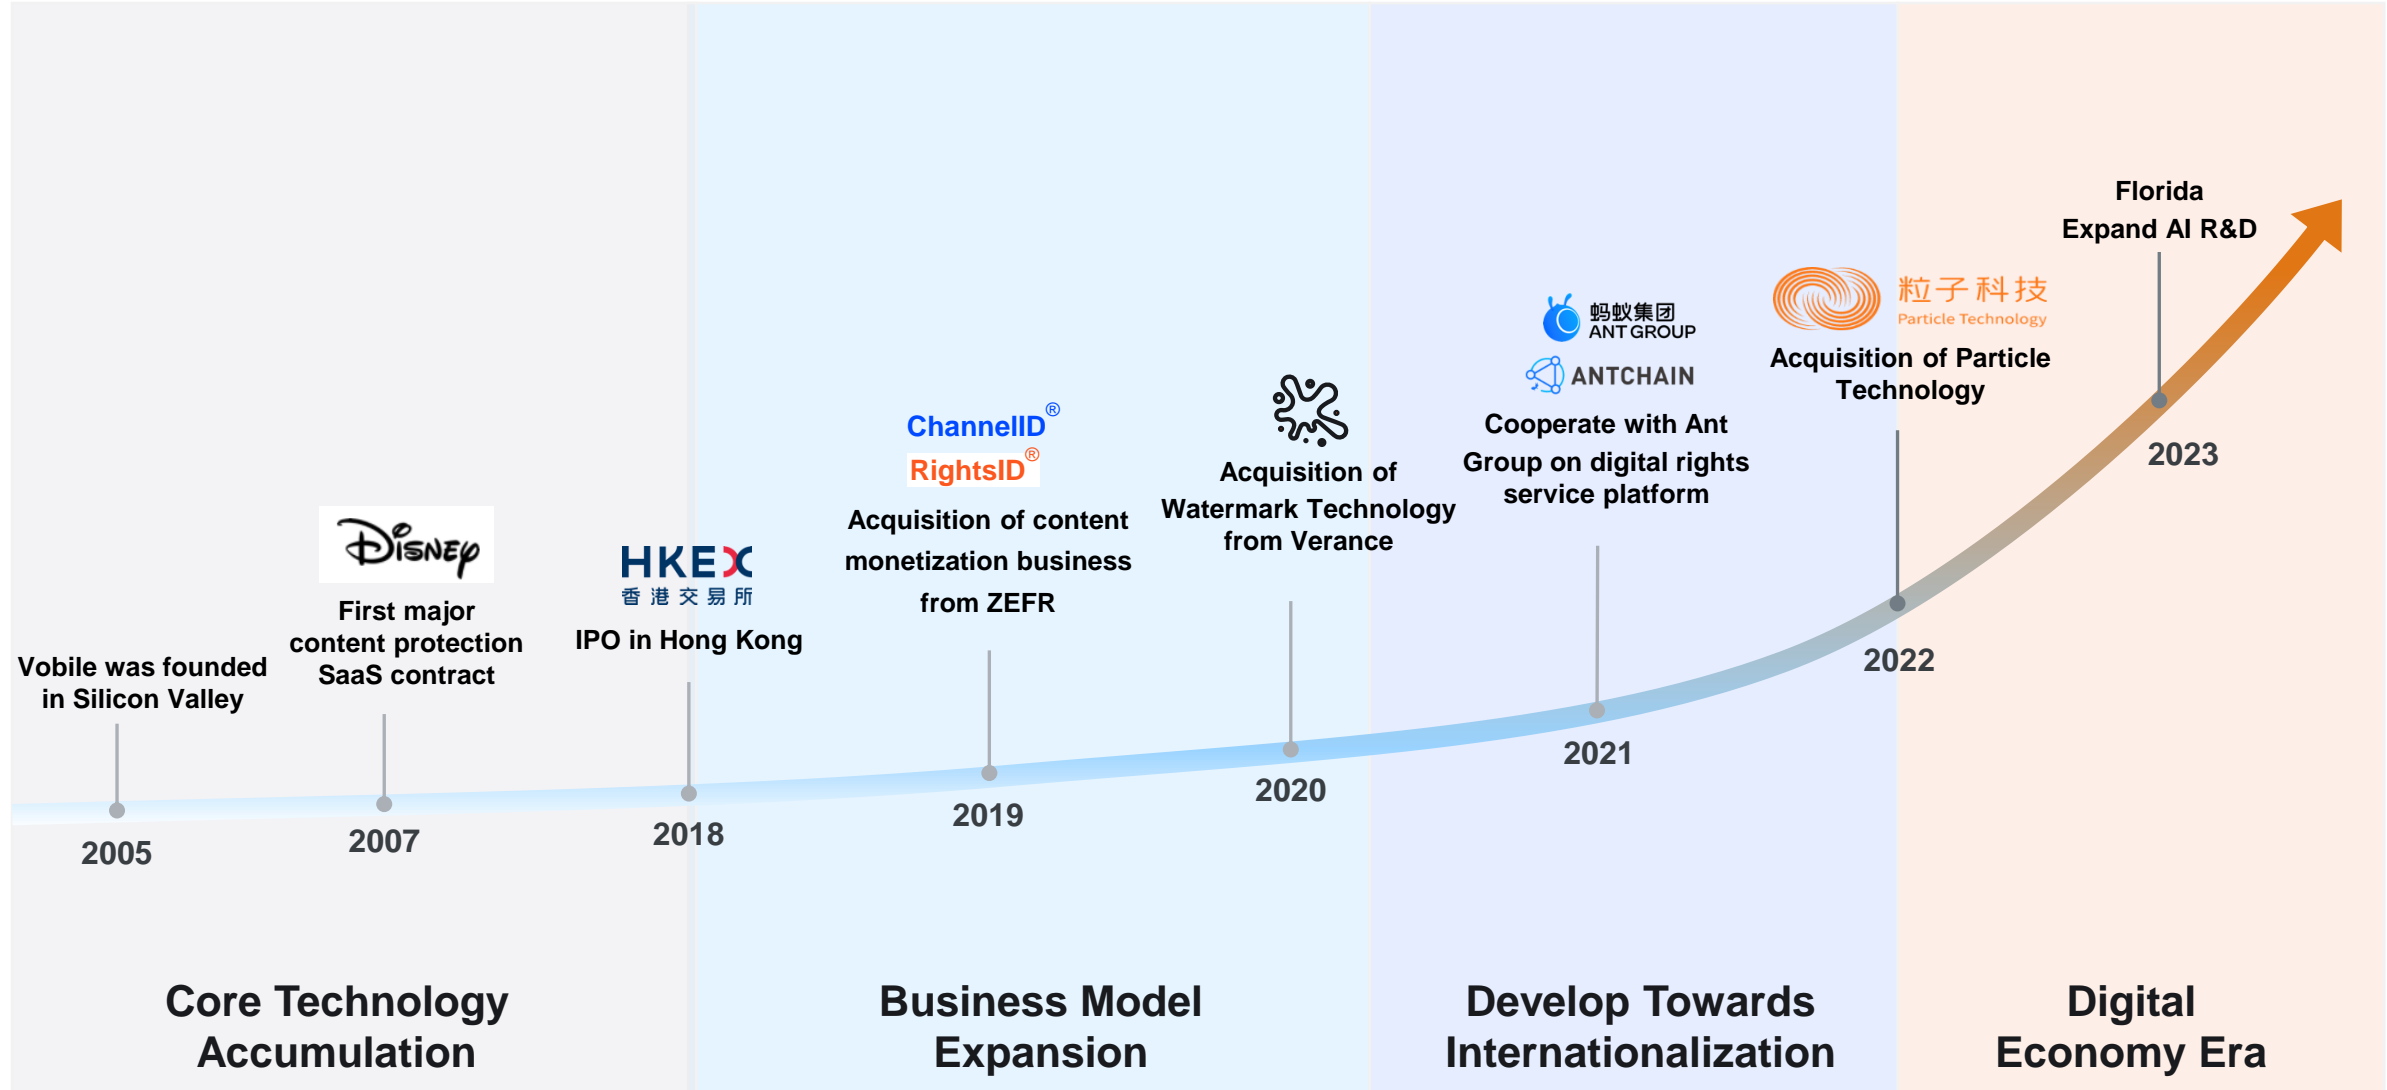 Vobile was founded
in Silicon Valley
2005
DISNEY
First major
content protection
SaaS contract
2007
HKEX
香港交易所
IPO in Hong Kong
2018
ChannelID®
RightsID®
Acquisition of content
monetization business
from ZEFR
2019
Acquisition of
Watermark Technology
from Verance
2020
蚂蚁集团
ANT GROUP
ANTCHAIN
Cooperate with Ant
Group on digital rights
service platform
2021
粒子科技
Particle Technology
Acquisition of Particle
Technology
2022
Florida
Expand AI R&D
2023
Core Technology
Accumulation
Business Model
Expansion
Develop Towards
Internationalization
Digital
Economy Era